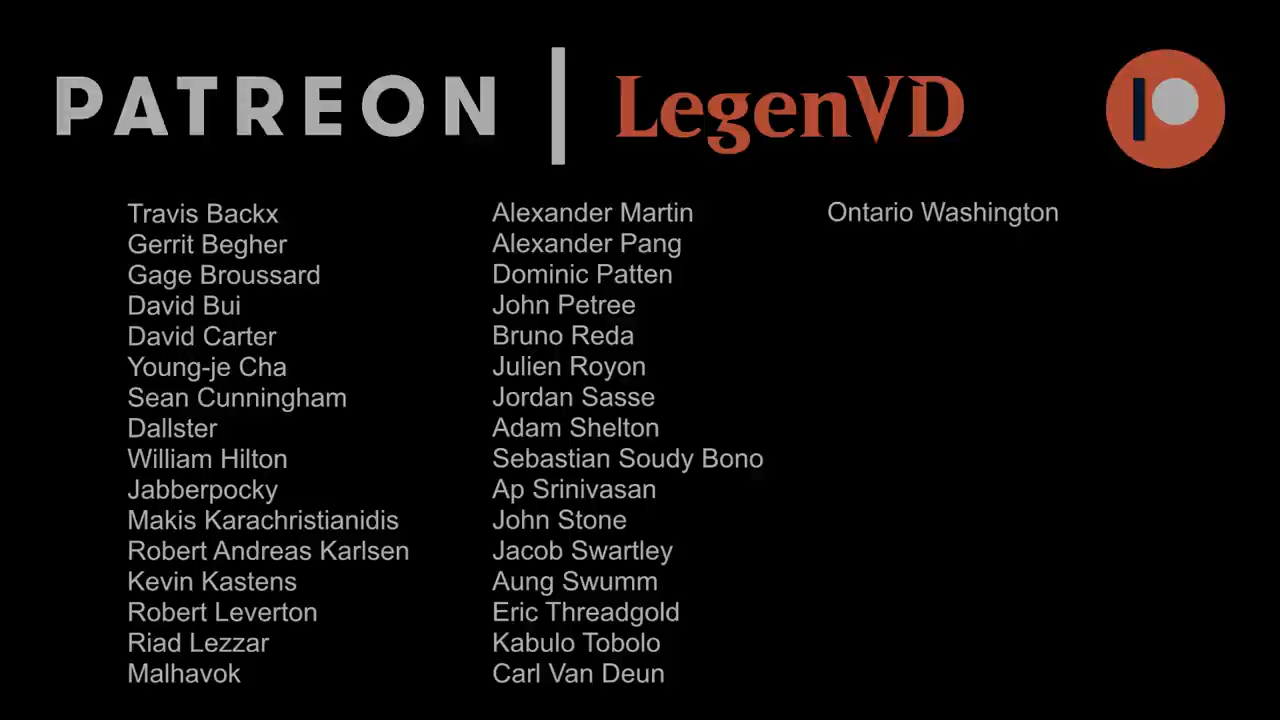 PATREON | LegenVD
Travis Backx
Gerrit Begher
Gage Broussard
David Bui
David Carter
Young-je Cha
Sean Cunningham
Dallster
William Hilton
Jabberpocky
Makis Karachristianidis
Robert Andreas Karlsen
Kevin Kastens
Robert Leverton
Riad Lezzar
Malhavok
Alexander Martin
Alexander Pang
Dominic Patten
John Petree
Bruno Reda
Julien Royon
Jordan Sasse
Adam Shelton
Sebastian Soudy Bono
Ap Srinivasan
John Stone
Jacob Swartley
Aung Swumm
Eric Threadgold
Kabulo Tobolo
Carl Van Deun
Ontario Washington